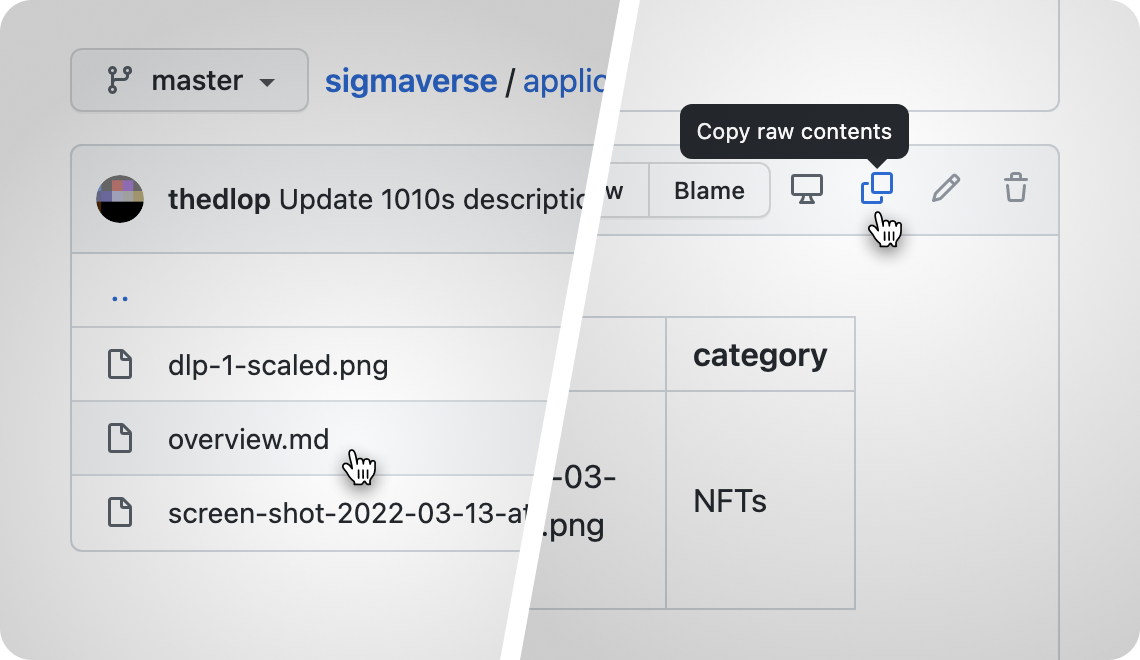 master
sigmaverse / applic
thedlop Update 1010s descriptio
..
dlp-1-scaled.png
overview.md
screen-shot-2022-03-13-at
Copy raw contents
w Blame
category
-03-
.png
NFTs